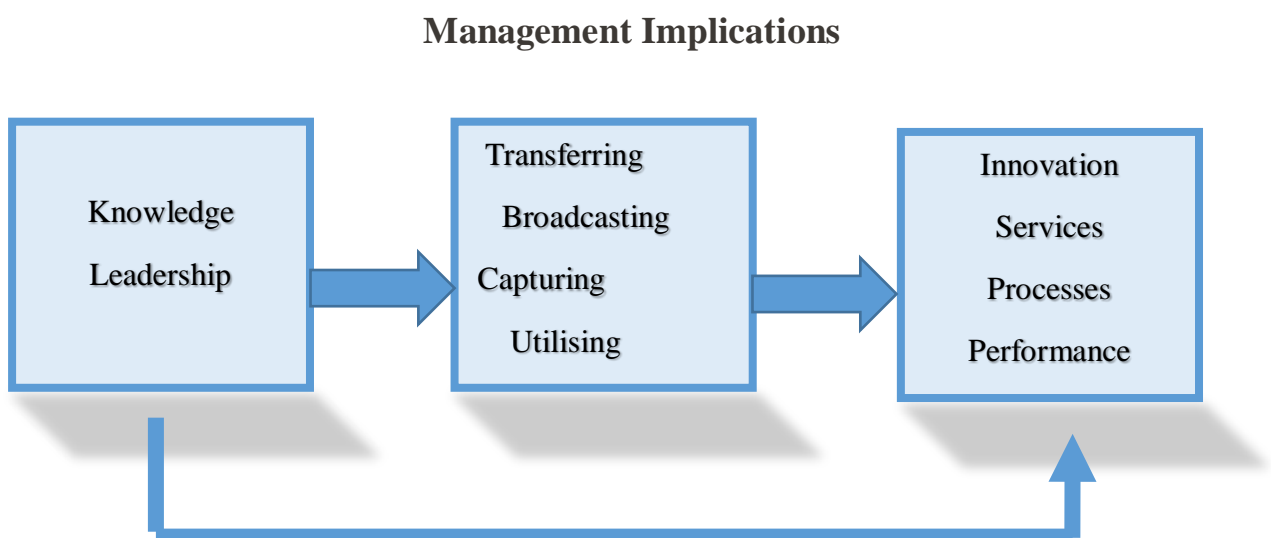 Management Implications
Knowledge
Leadership
Transferring
Broadcasting
Capturing
Utilising
Innovation
Services
Processes
Performance